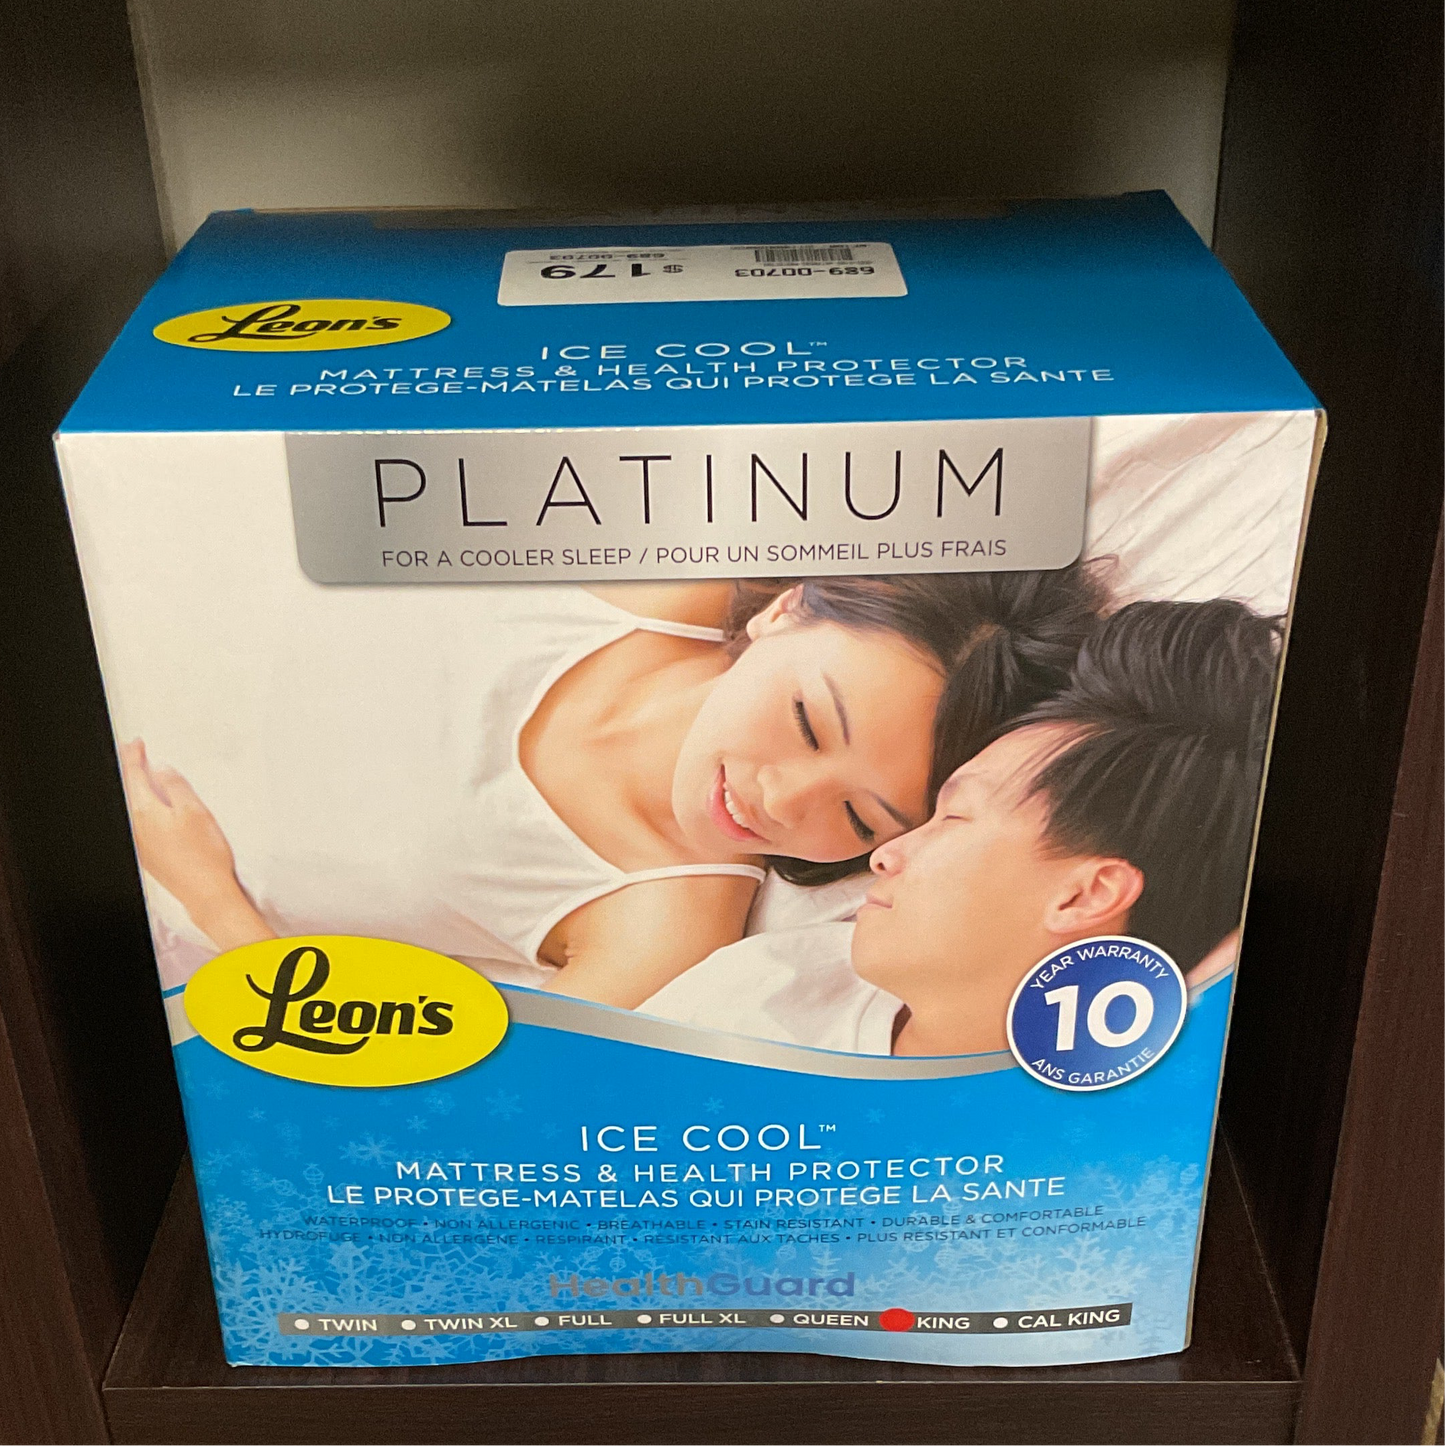 689-00703
$179
689-00703
Leon's
ICE COOL™
MATTRESS & HEALTH PROTECTOR
LE PROTEGE-MATELAS QUI PROTEGE LA SANTE
PLATINUM
FOR A COOLER SLEEP / POUR UN SOMMEIL PLUS FRAIS
Leon's
YEAR WARRANTY
10
ANS GARANTIE
ICE COOL™
MATTRESS & HEALTH PROTECTOR
LE PROTEGE-MATELAS QUI PROTEGE LA SANTE
WATERPROOF • NON ALLERGENIC • BREATHABLE • STAIN RESISTANT • DURABLE & COMFORTABLE
HYDROFUGE • NON ALLERGÈNE • RESPIRANT • RESISTANT AUX TACHES • PLUS RESISTANT ET CONFORMABLE
HealthGuard
TWIN TWIN XL FULL FULL XL QUEEN KING CAL KING